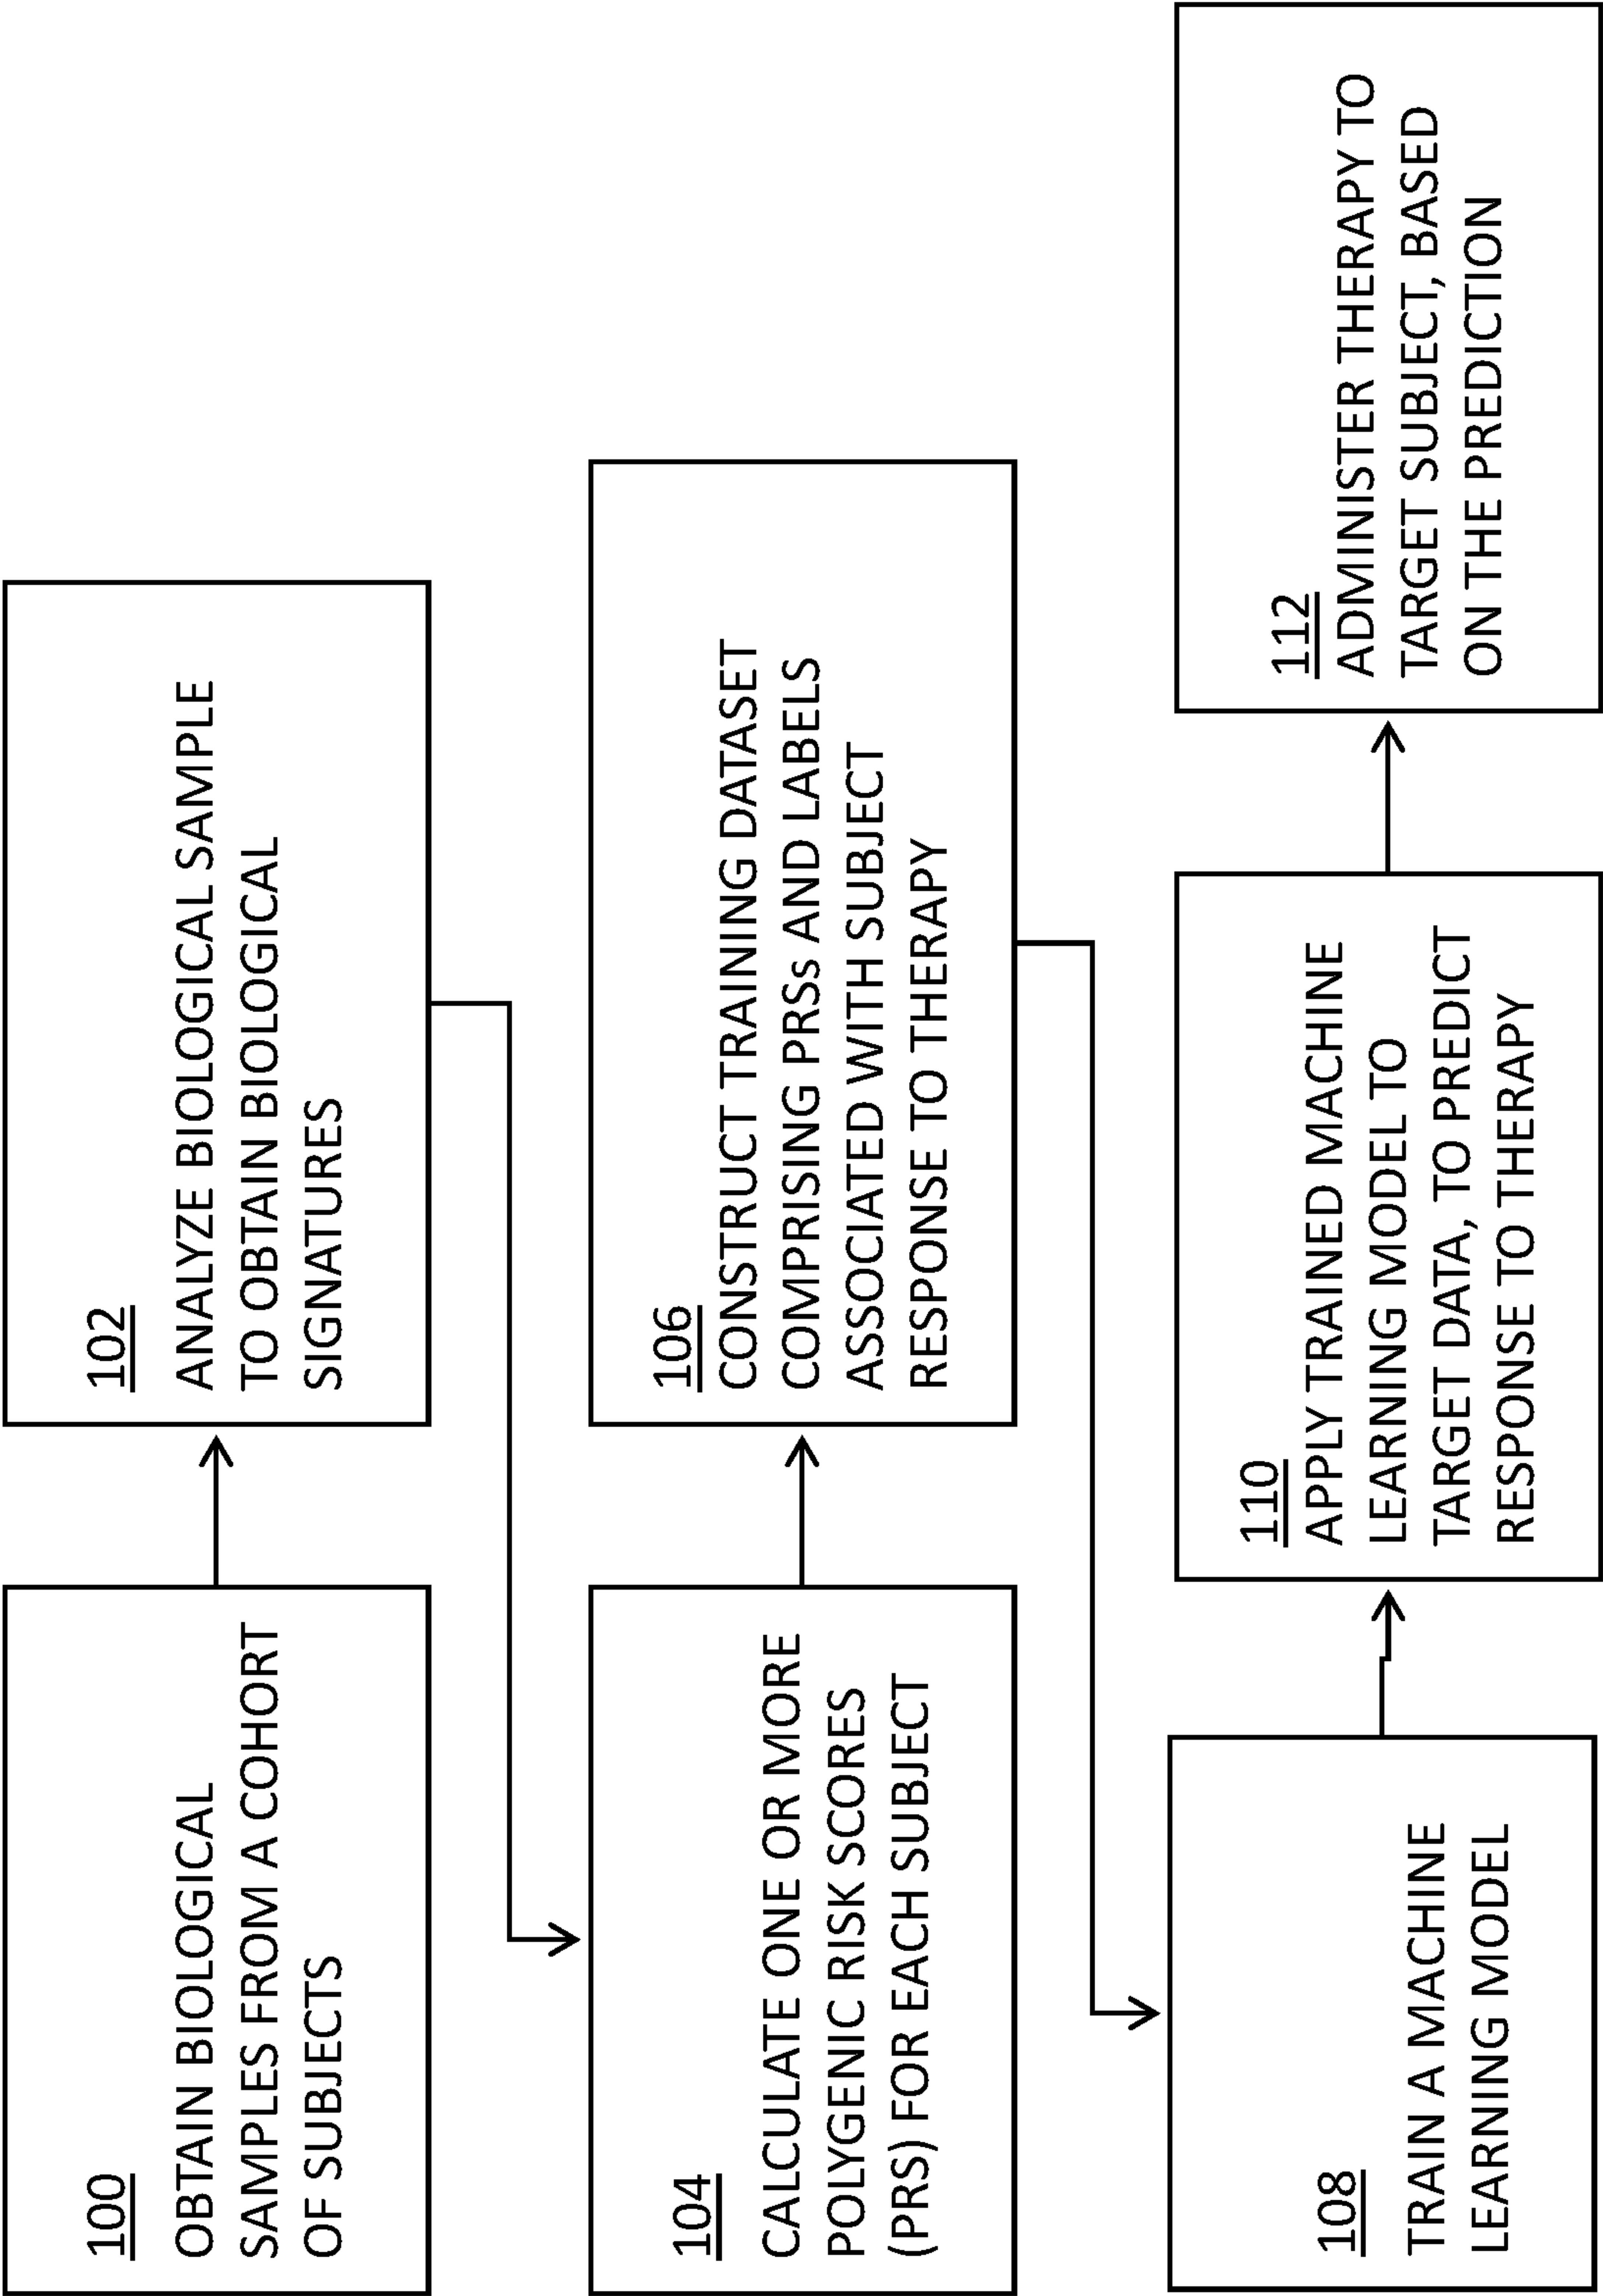 100
OBTAIN BIOLOGICAL
SAMPLES FROM A COHORT
OF SUBJECTS
102
ANALYZE BIOLOGICAL SAMPLE
TO OBTAIN BIOLOGICAL
SIGNATURES
104
CALCULATE ONE OR MORE
POLYGENIC RISK SCORES
(PRS) FOR EACH SUBJECT
106
CONSTRUCT TRAINING DATASET
COMPRISING PRSs AND LABELS
ASSOCIATED WITH SUBJECT
RESPONSE TO THERAPY
108
TRAIN A MACHINE
LEARNING MODEL
110
APPLY TRAINED MACHINE
LEARNING MODEL TO
TARGET DATA, TO PREDICT
RESPONSE TO THERAPY
112
ADMINISTER THERAPY TO
TARGET SUBJECT, BASED
ON THE PREDICTION